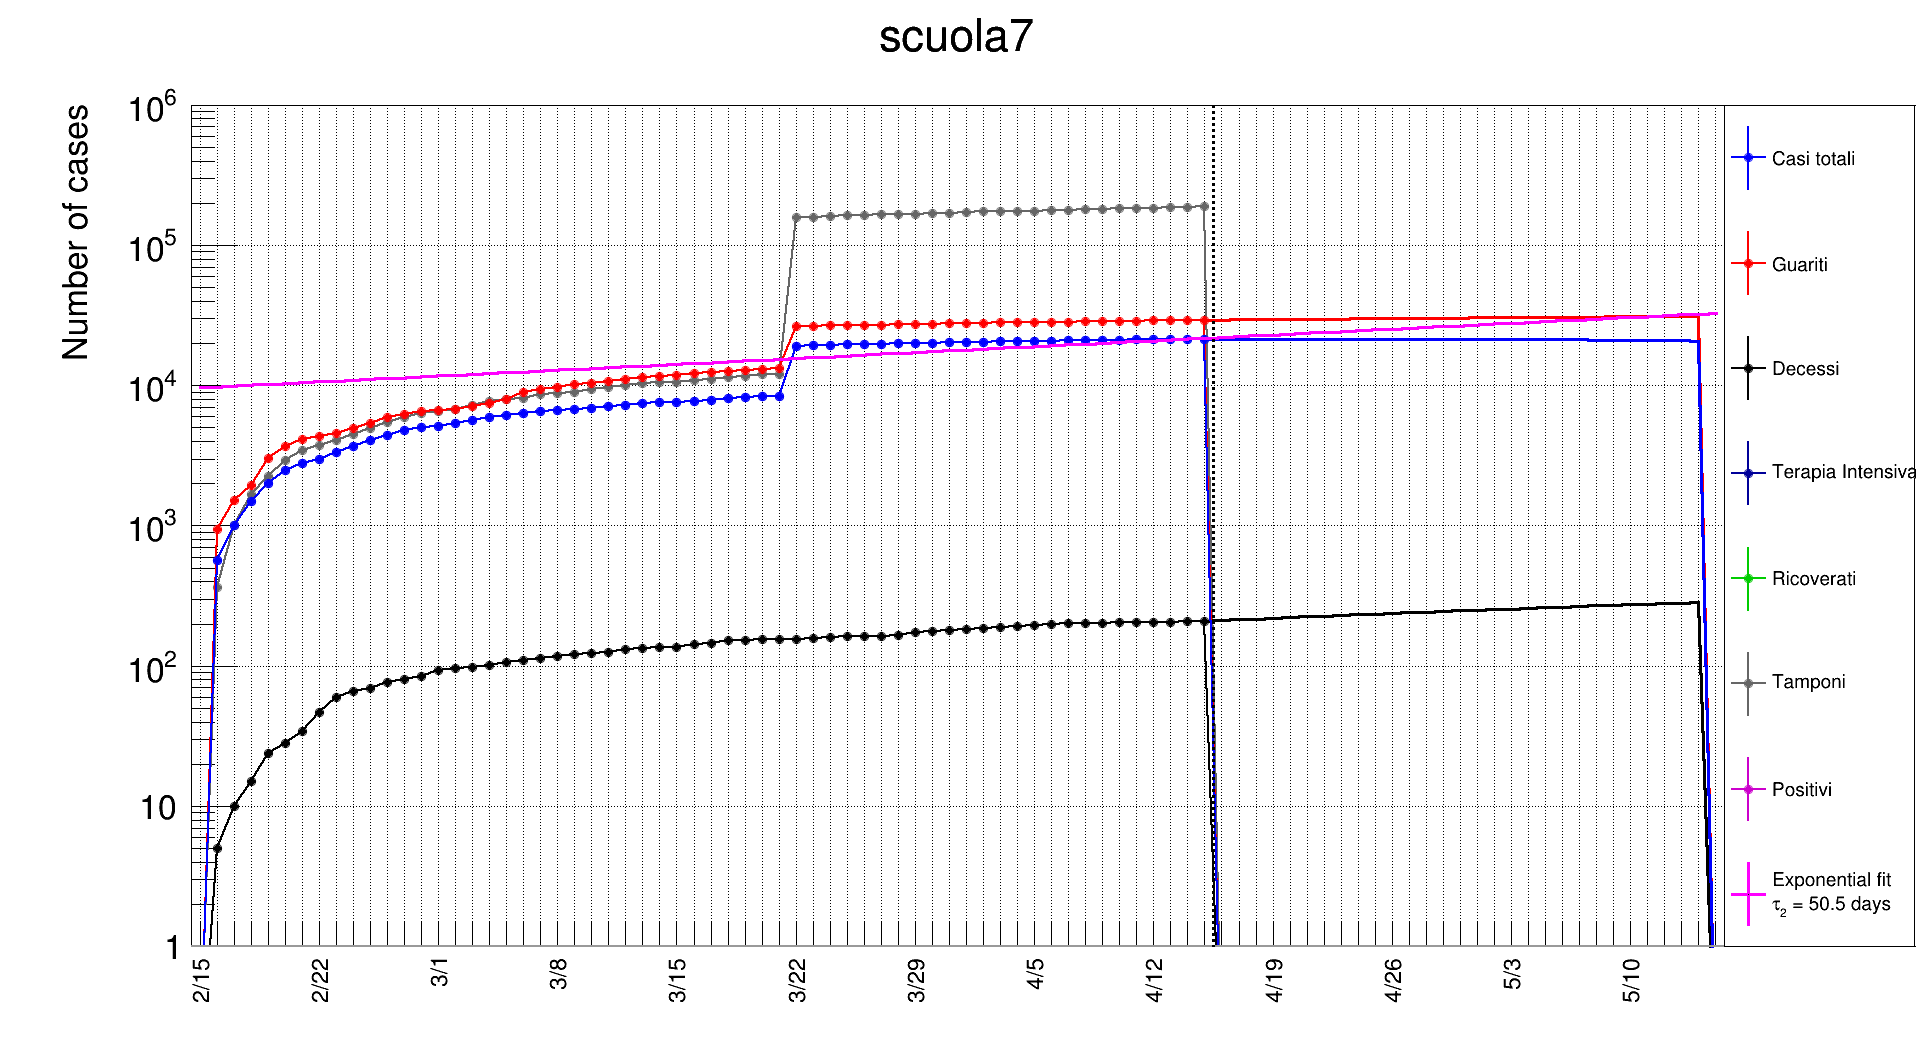 scuola7
Number of cases
10^6
10^5
10^4
10^3
10^2
10
1
2/15
2/22
3/1
3/8
3/15
3/22
3/29
4/5
4/12
4/19
4/26
5/3
5/10
Casi totali
Guariti
Decessi
Terapia Intensiva
Ricoverati
Tamponi
Positivi
Exponential fit
τ_2 = 50.5 days